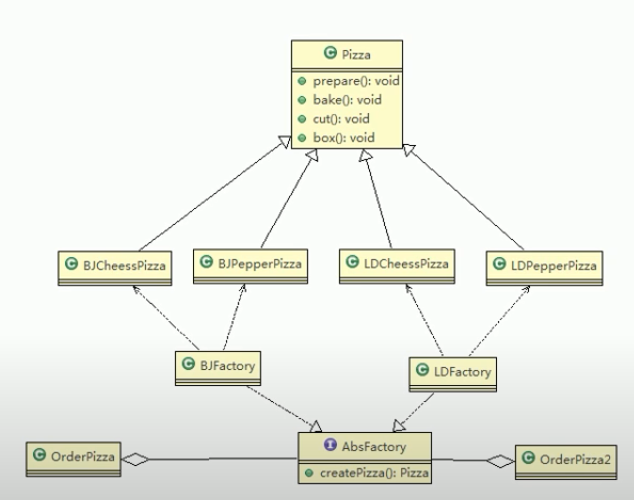 Pizza
prepare(): void
bake(): void
cut(): void
box(): void
BJCheessPizza
BJPepperPizza
LDCheessPizza
LDPepperPizza
BJFactory
LDFactory
AbsFactory
createPizza(): Pizza
OrderPizza
OrderPizza2